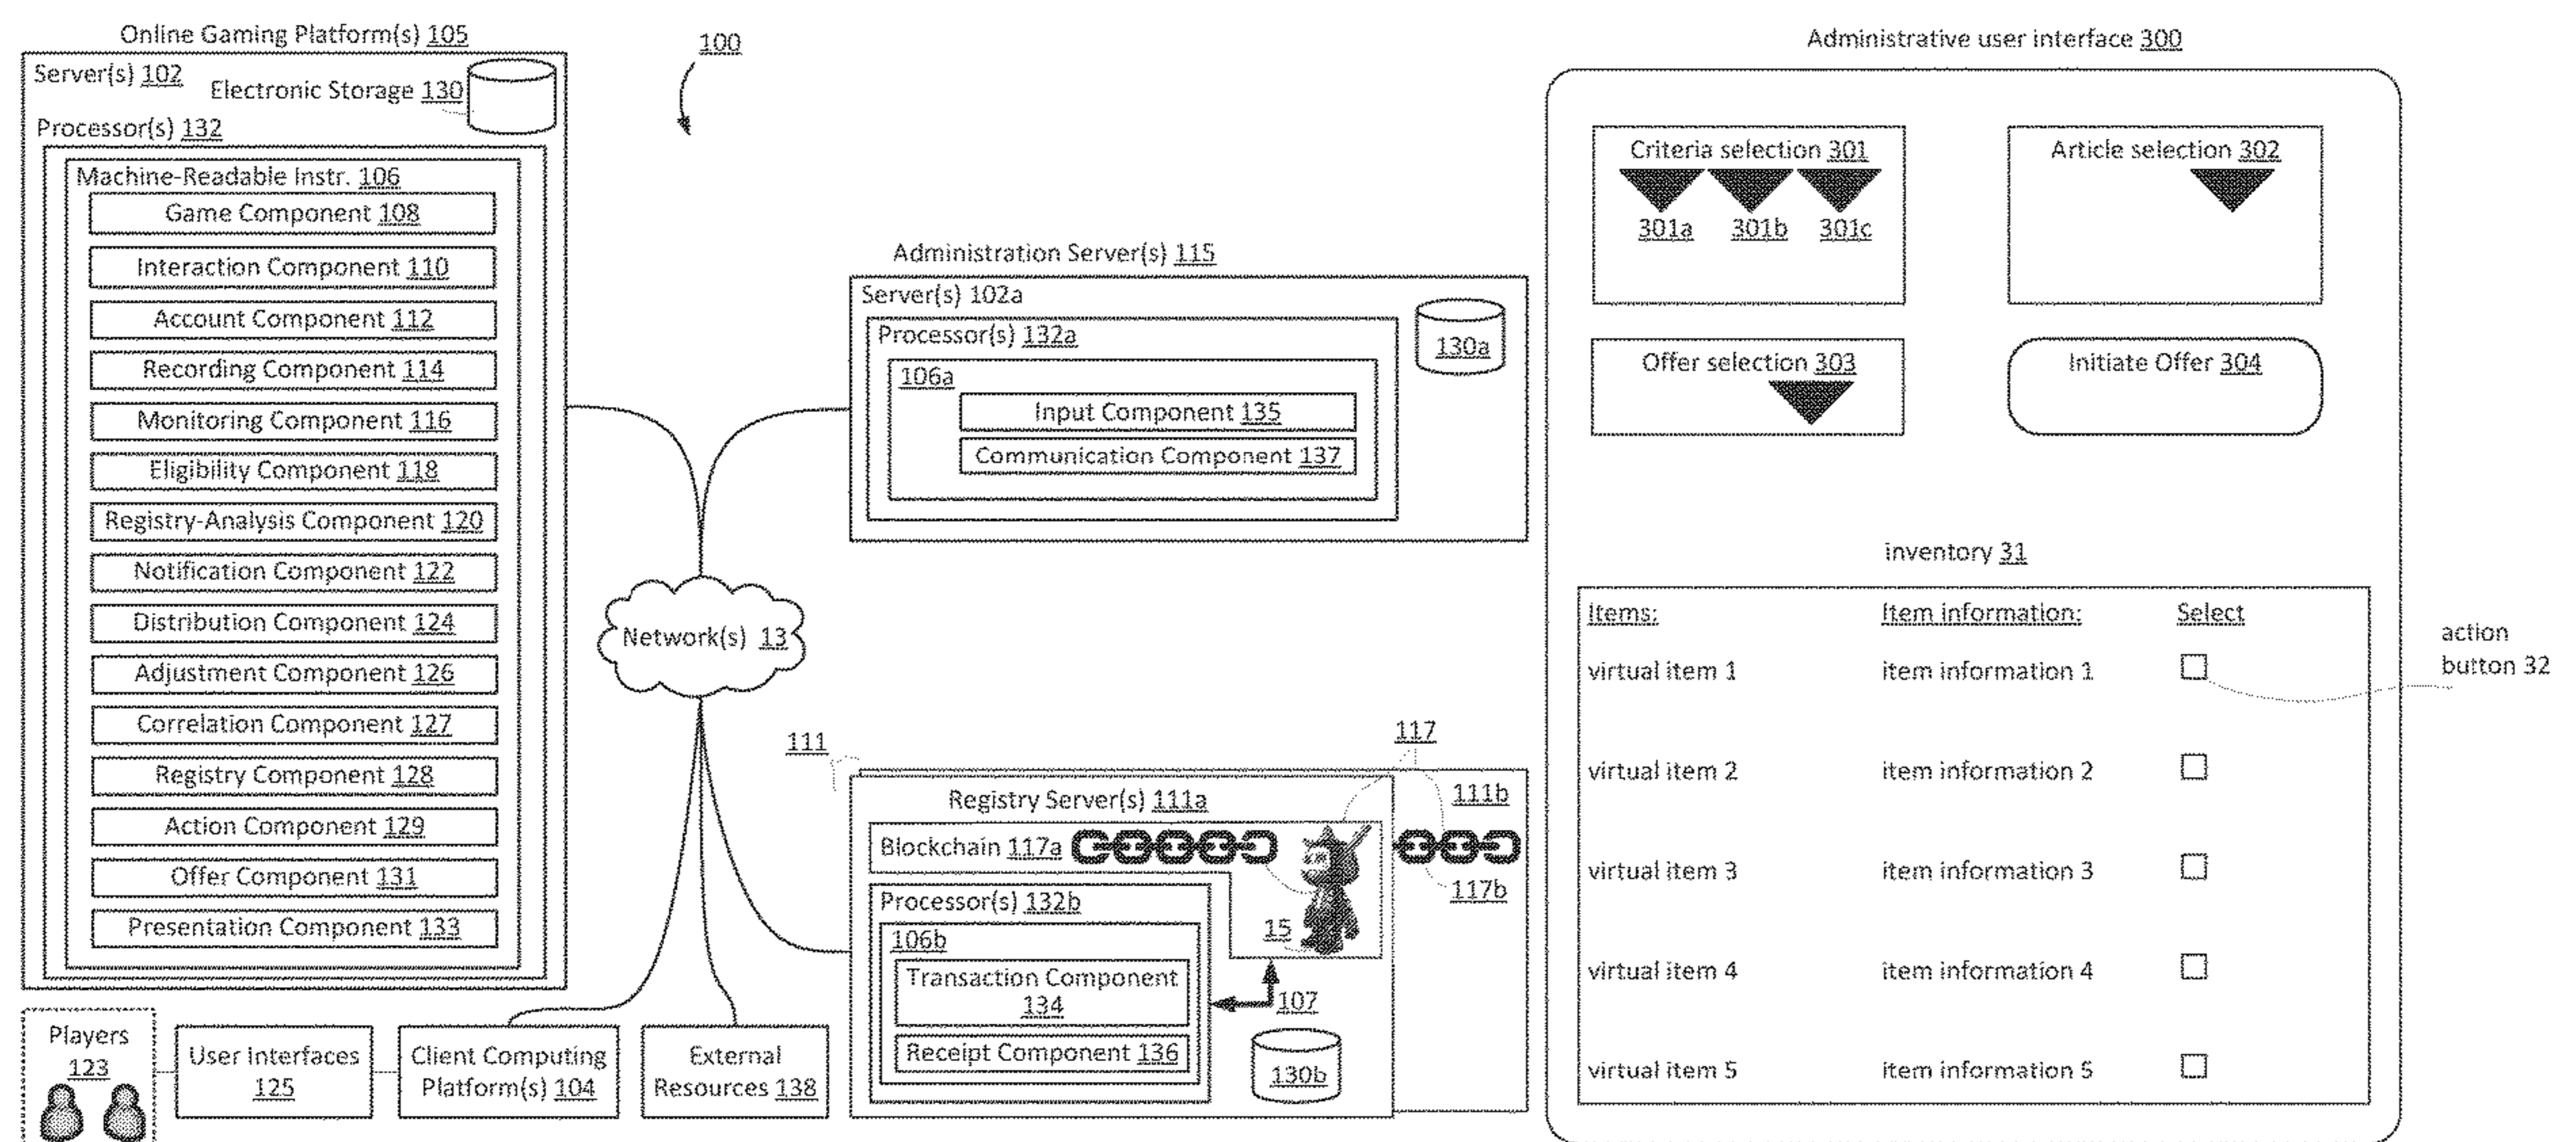 Online Gaming Platform(s) 105
Server(s) 102
Electronic Storage 130
Processor(s) 132
Machine-Readable Instr. 106
Game Component 108
Interaction Component 110
Account Component 112
Recording Component 114
Monitoring Component 116
Eligibility Component 118
Registry-Analysis Component 120
Notification Component 122
Distribution Component 124
Adjustment Component 126
Correlation Component 127
Registry Component 128
Action Component 129
Offer Component 131
Presentation Component 133
Players
123
User Interfaces
125
Client Computing
Platform(s) 104
External
Resources 138
100
Network(s) 13
Administration Server(s) 115
Server(s) 102a
Processor(s) 132a
130a
106a
Input Component 135
Communication Component 137
111
117
Registry Server(s) 111a
111b
Blockchain 117a
117b
Processor(s) 132b
15
106b
Transaction Component
134
107
Receipt Component 136
130b
Administrative user interface 300
Criteria selection 301
301a 301b 301c
Article selection 302
Offer selection 303
Initiate Offer 304
inventory 31
Items: Item information: Select
virtual item 1 item information 1
virtual item 2 item information 2
virtual item 3 item information 3
virtual item 4 item information 4
virtual item 5 item information 5
action
button 32